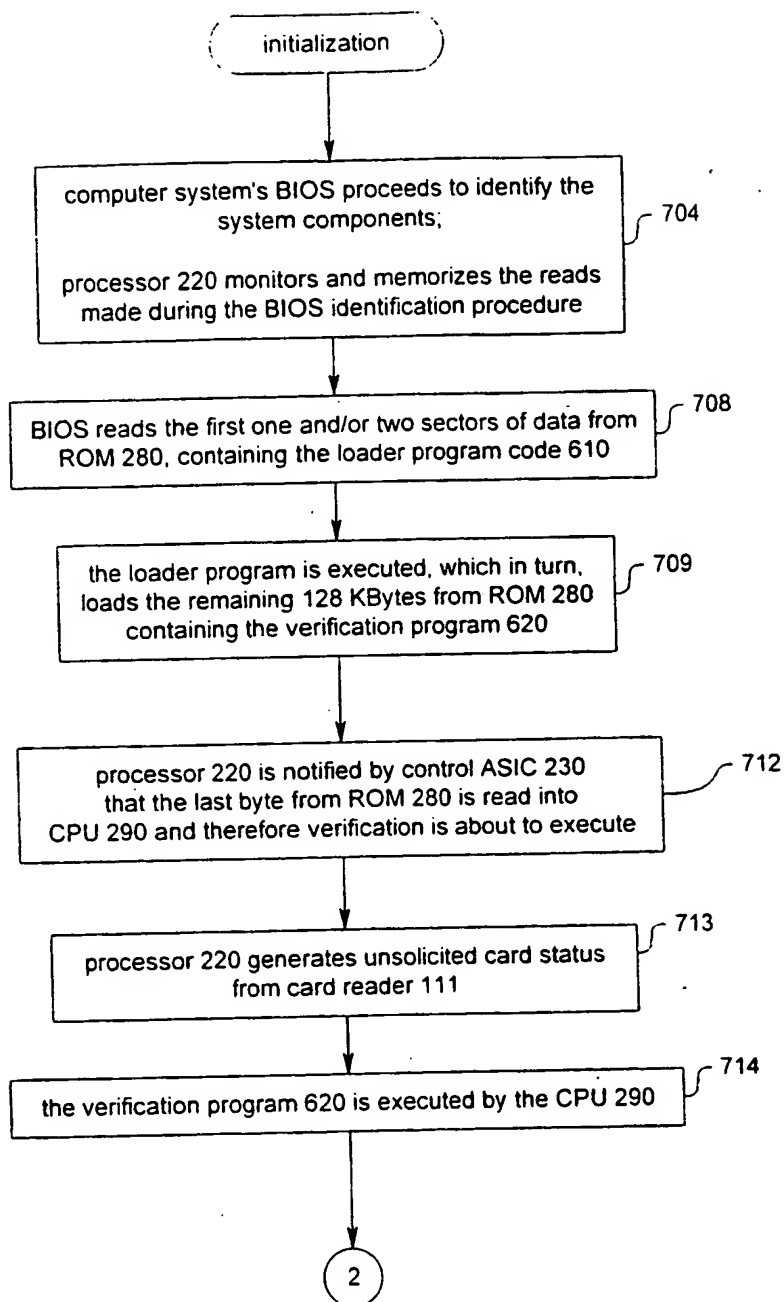 initialization
computer system's BIOS proceeds to identify the
system components;
processor 220 monitors and memorizes the reads
made during the BIOS identification procedure
704
BIOS reads the first one and/or two sectors of data from
ROM 280, containing the loader program code 610
708
the loader program is executed, which in turn,
loads the remaining 128 KBytes from ROM 280
containing the verification program 620
709
processor 220 is notified by control ASIC 230
that the last byte from ROM 280 is read into
CPU 290 and therefore verification is about to execute
712
processor 220 generates unsolicited card status
from card reader 111
713
the verification program 620 is executed by the CPU 290
714
2